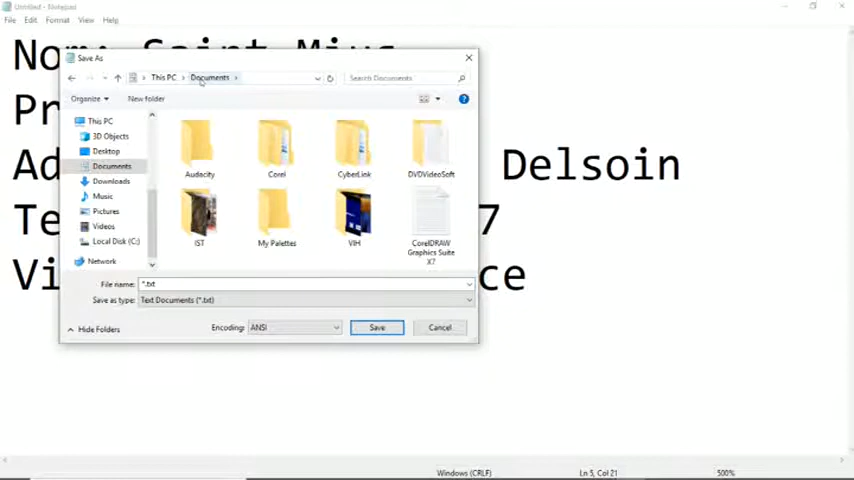 Untitled - Notepad
File Edit Format View Help
Nom: Saint Mius
Save As
This PC > Documents >
Search Documents
Organize
New folder
This PC
3D Objects
Desktop
Documents
Downloads
Music
Pictures
Videos
Local Disk (C:)
Network
Audacity
Corel
CyberLink
DVDVideoSoft
IST
My Palettes
VIH
CorelDRAW
Graphics Suite
X7
Pr
Ad Delsoin
Te 7
Vi ce
File name: *.txt
Save as type: Text Documents (*.txt)
Hide Folders
Encoding: ANSI
Save
Cancel
Windows (CRLF)
Ln 5, Col 21
500%